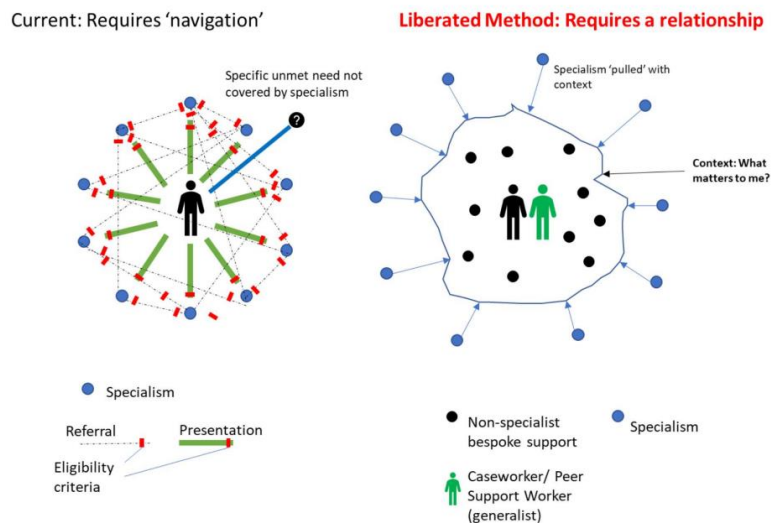 Current: Requires ‘navigation’
Liberated Method: Requires a relationship
Specific unmet need not
covered by specialism
?
Specialism ‘pulled’ with
context
Context: What
matters to me?
Specialism
Referral
Presentation
Eligibility
criteria
Non-specialist
bespoke support
Specialism
Caseworker/ Peer
Support Worker
(generalist)